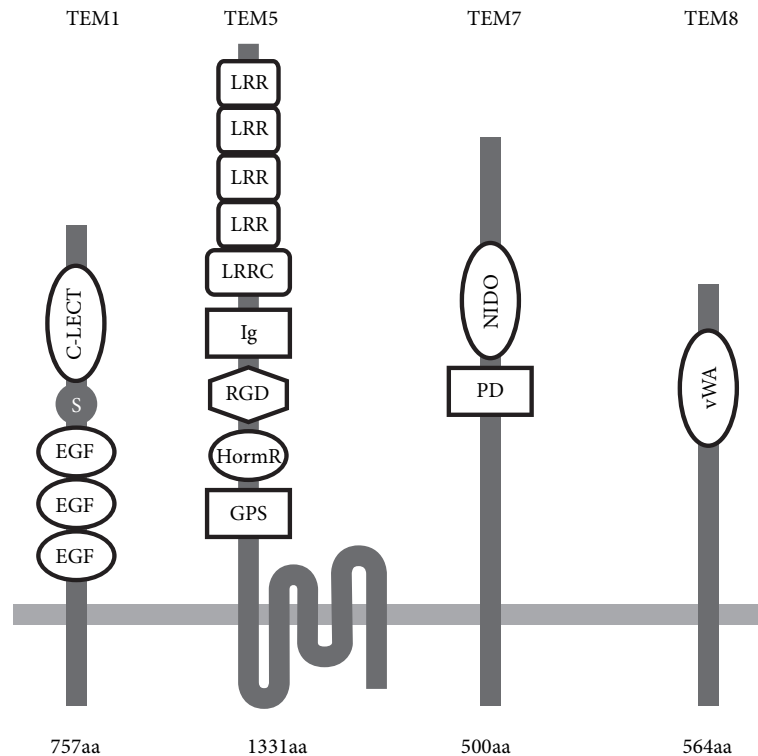 TEM1 TEM5 TEM7 TEM8
LRR
LRR
LRR
LRR
LRRC
Ig
RGD
HormR
GPS
C-LECT
S
EGF
EGF
EGF
NIDO
PD
vWA
757aa 1331aa 500aa 564aa